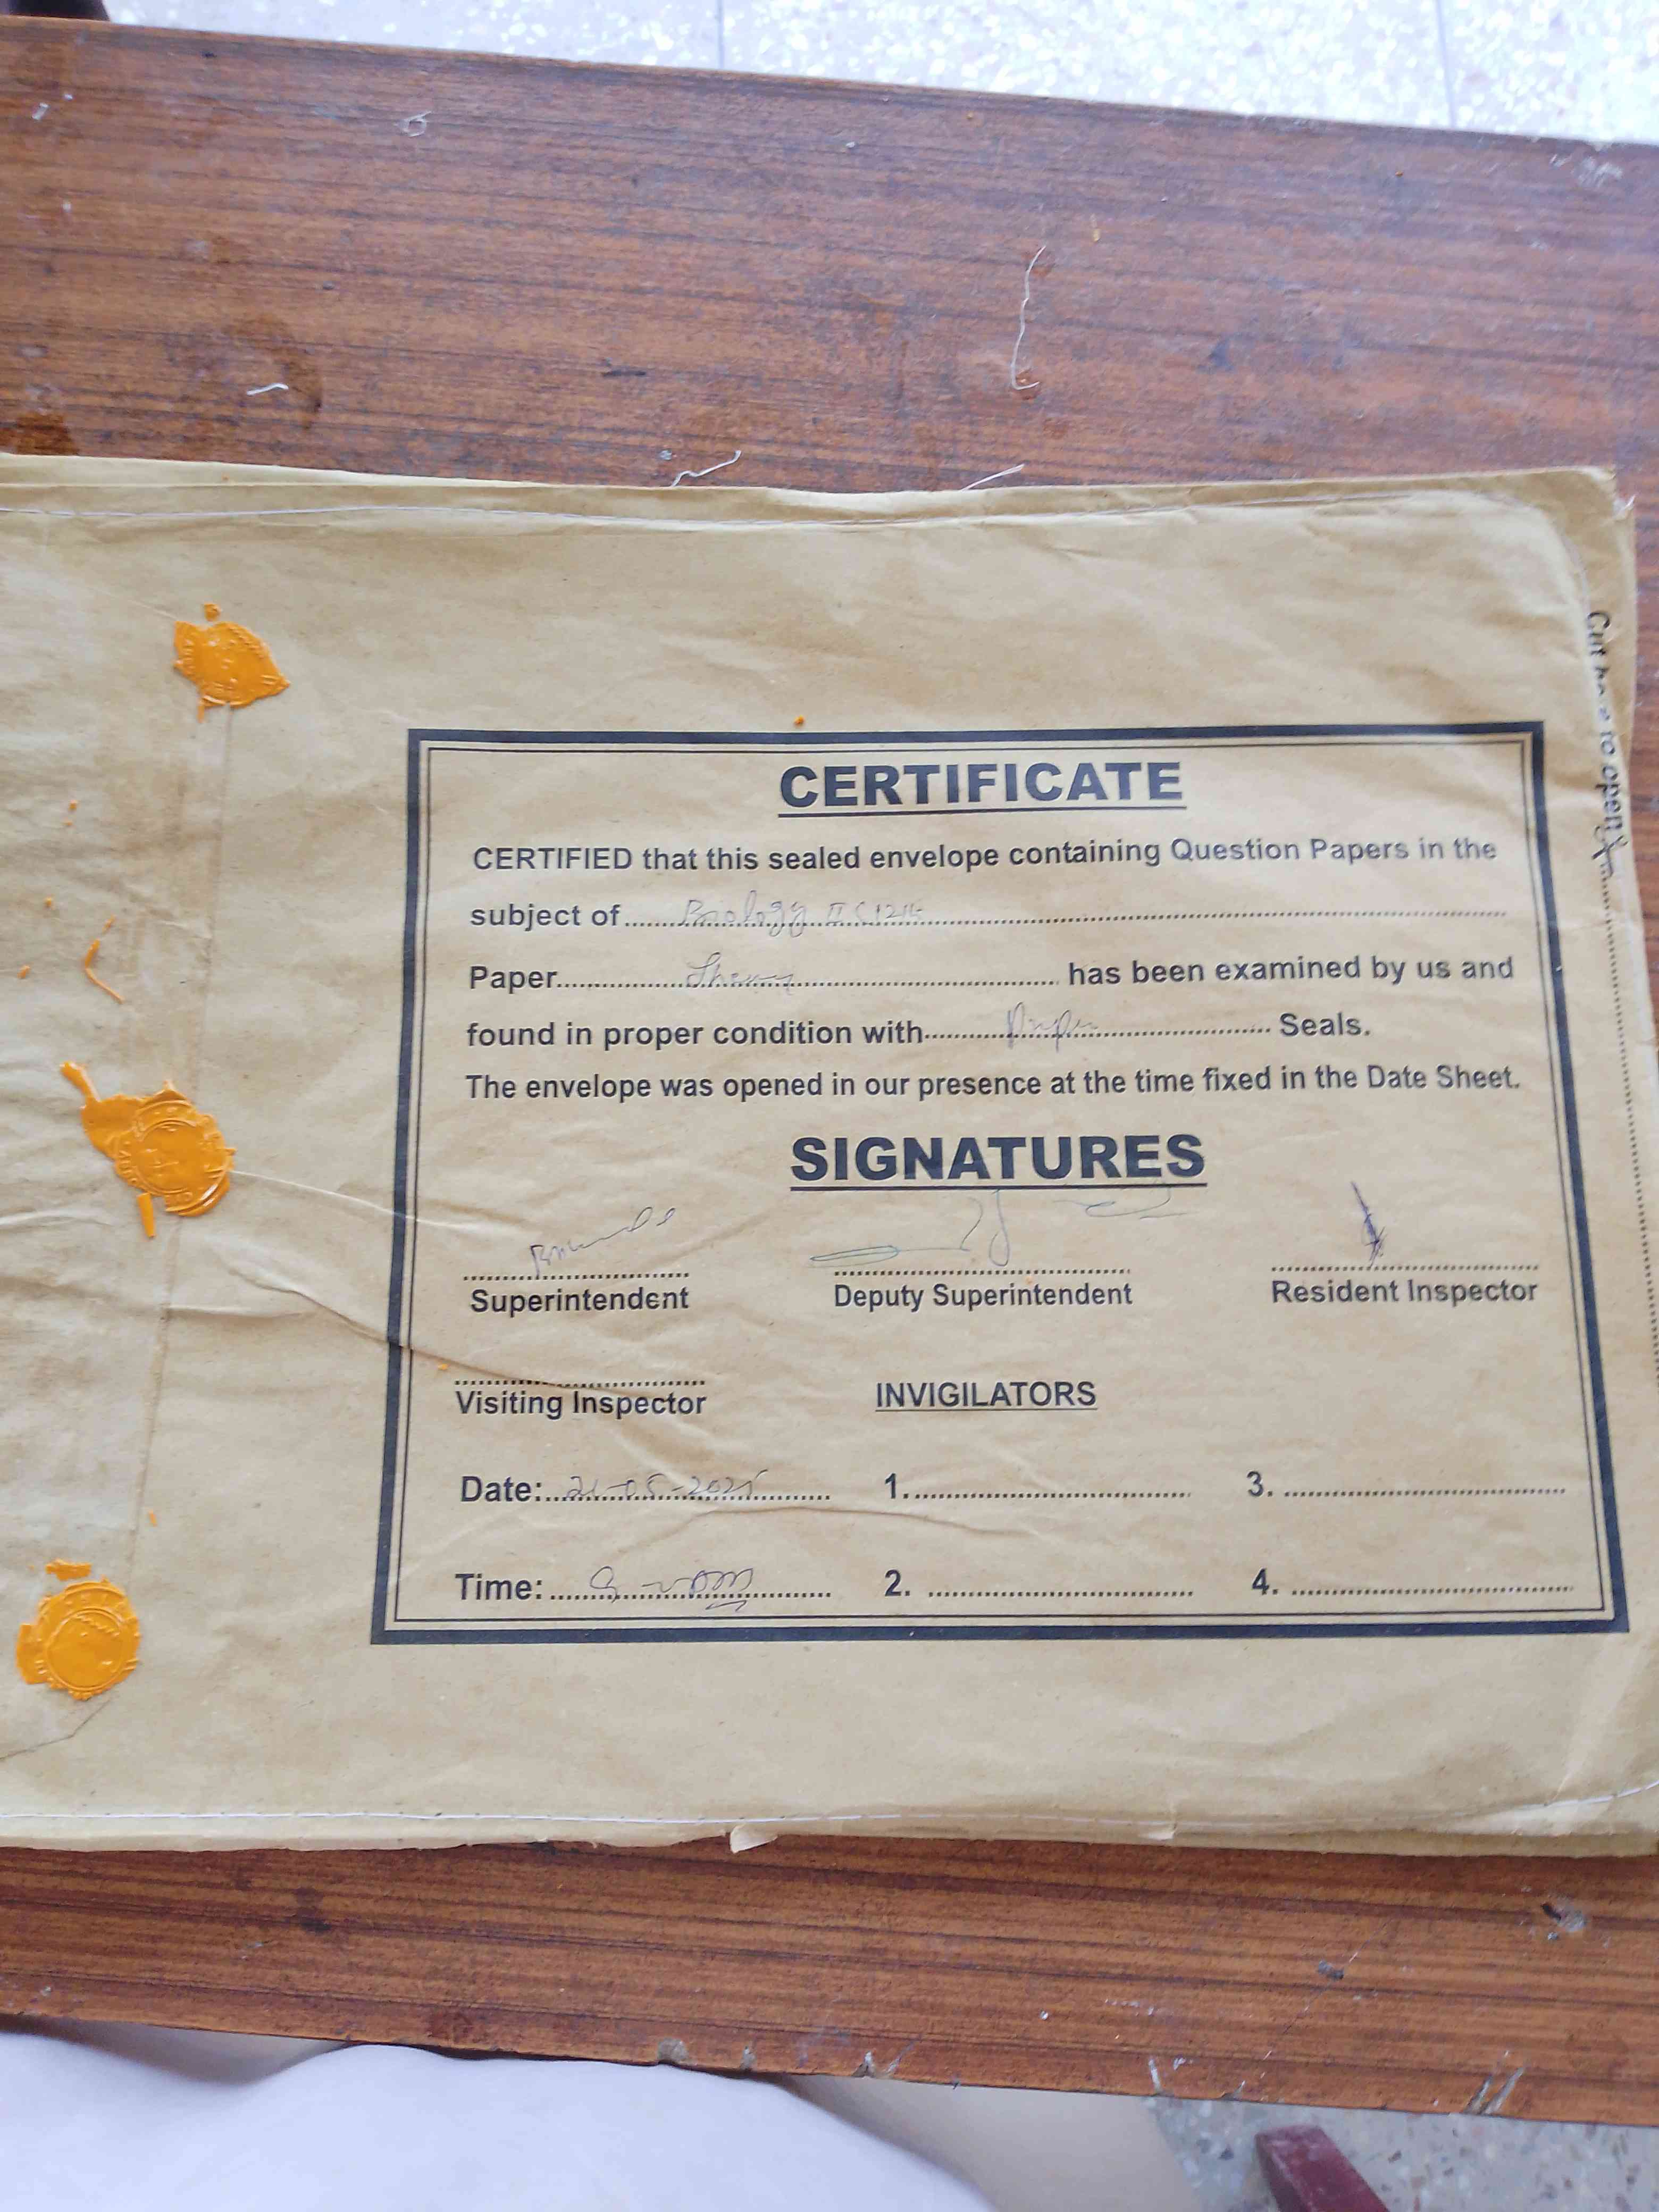 Cut here to open
CERTIFICATE
CERTIFIED that this sealed envelope containing Question Papers in the
subject of Biology II
Paper Theory has been examined by us and
found in proper condition with Proper Seals.
The envelope was opened in our presence at the time fixed in the Date Sheet.
SIGNATURES
Superintendent Deputy Superintendent Resident Inspector
Visiting Inspector INVIGILATORS
Date: 21-05-2025 1. 3.
Time: 2. 4.